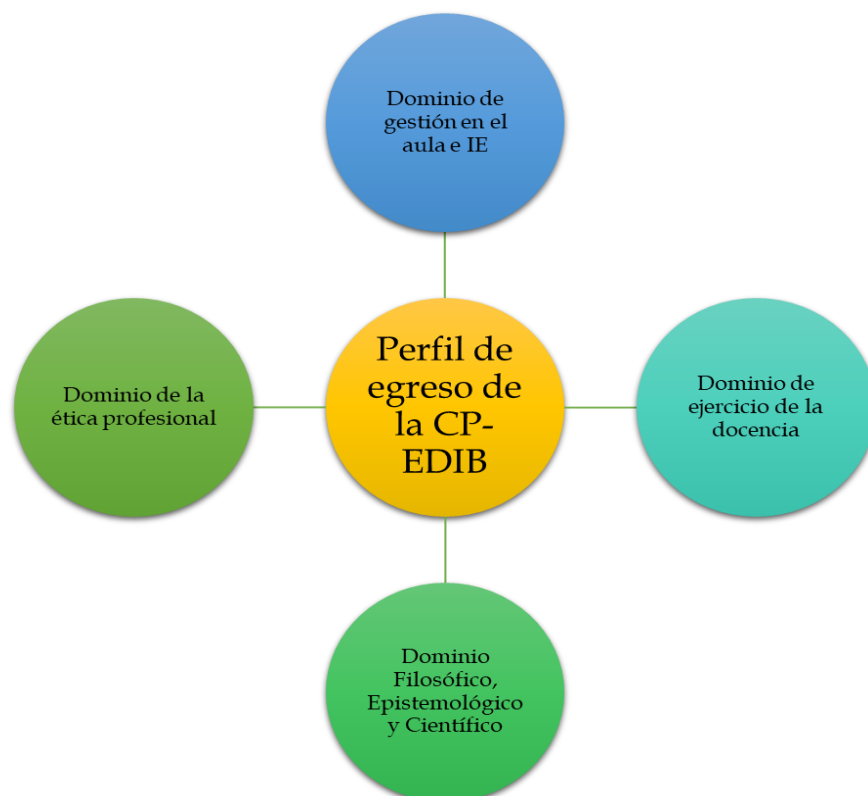 Dominio de
gestión en el
aula e IE
Dominio de la
ética profesional
Perfil de
egreso de
la CP-
EDIB
Dominio de
ejercicio de la
docencia
Dominio
Filosófico,
Epistemológico
y Científico